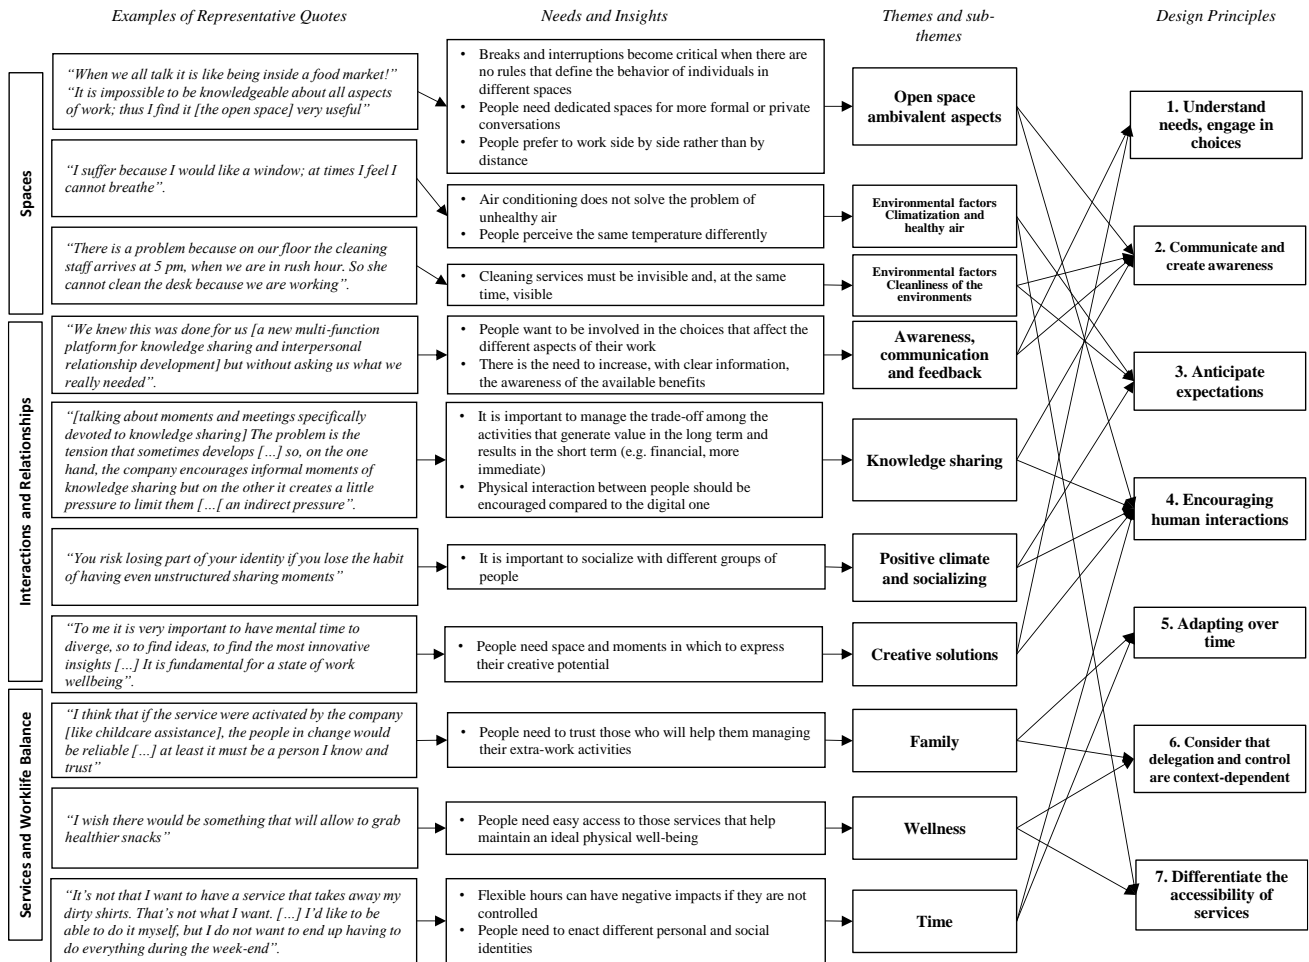 Examples of Representative Quotes
Needs and Insights
Themes and sub-
themes
Design Principles
Spaces
“When we all talk it is like being inside a food market!”
“It is impossible to be knowledgeable about all aspects
of work; thus I find it [the open space] very useful”
• Breaks and interruptions become critical when there are
no rules that define the behavior of individuals in
different spaces
• People need dedicated spaces for more formal or private
conversations
• People prefer to work side by side rather than by
distance
Open space
ambivalent aspects
“I suffer because I would like a window; at times I feel I
cannot breathe”.
• Air conditioning does not solve the problem of
unhealthy air
• People perceive the same temperature differently
Environmental factors
Climatization and
healthy air
“There is a problem because on our floor the cleaning
staff arrives at 5 pm, when we are in rush hour. So she
cannot clean the desk because we are working”.
• Cleaning services must be invisible and, at the same
time, visible
Environmental factors
Cleanliness of the
environments
Interactions and Relationships
“We knew this was done for us [a new multi-function
platform for knowledge sharing and interpersonal
relationship development] but without asking us what we
really needed”.
• People want to be involved in the choices that affect the
different aspects of their work
• There is the need to increase, with clear information,
the awareness of the available benefits
Awareness,
communication
and feedback
“[talking about moments and meetings specifically
devoted to knowledge sharing] The problem is the
tension that sometimes develops […] so, on the one
hand, the company encourages informal moments of
knowledge sharing but on the other it creates a little
pressure to limit them […[ an indirect pressure”.
• It is important to manage the trade-off among the
activities that generate value in the long term and
results in the short term (e.g. financial, more
immediate)
• Physical interaction between people should be
encouraged compared to the digital one
Knowledge sharing
“You risk losing part of your identity if you lose the habit
of having even unstructured sharing moments”
• It is important to socialize with different groups of
people
Positive climate
and socializing
“To me it is very important to have mental time to
diverge, so to find ideas, to find the most innovative
insights […] It is fundamental for a state of work
wellbeing”.
• People need space and moments in which to express
their creative potential
Creative solutions
Services and Worklife Balance
“I think that if the service were activated by the company
[like childcare assistance], the people in change would
be reliable […] at least it must be a person I know and
trust”
• People need to trust those who will help them managing
their extra-work activities
Family
“I wish there would be something that will allow to grab
healthier snacks”
• People need easy access to those services that help
maintain an ideal physical well-being
Wellness
“It’s not that I want to have a service that takes away my
dirty shirts. That’s not what I want. […] I’d like to be
able to do it myself, but I do not want to end up having to
do everything during the week-end”.
• Flexible hours can have negative impacts if they are not
controlled
• People need to enact different personal and social
identities
Time
1. Understand
needs, engage in
choices
2. Communicate and
create awareness
3. Anticipate
expectations
4. Encouraging
human interactions
5. Adapting over
time
6. Consider that
delegation and control
are context-dependent
7. Differentiate the
accessibility of
services